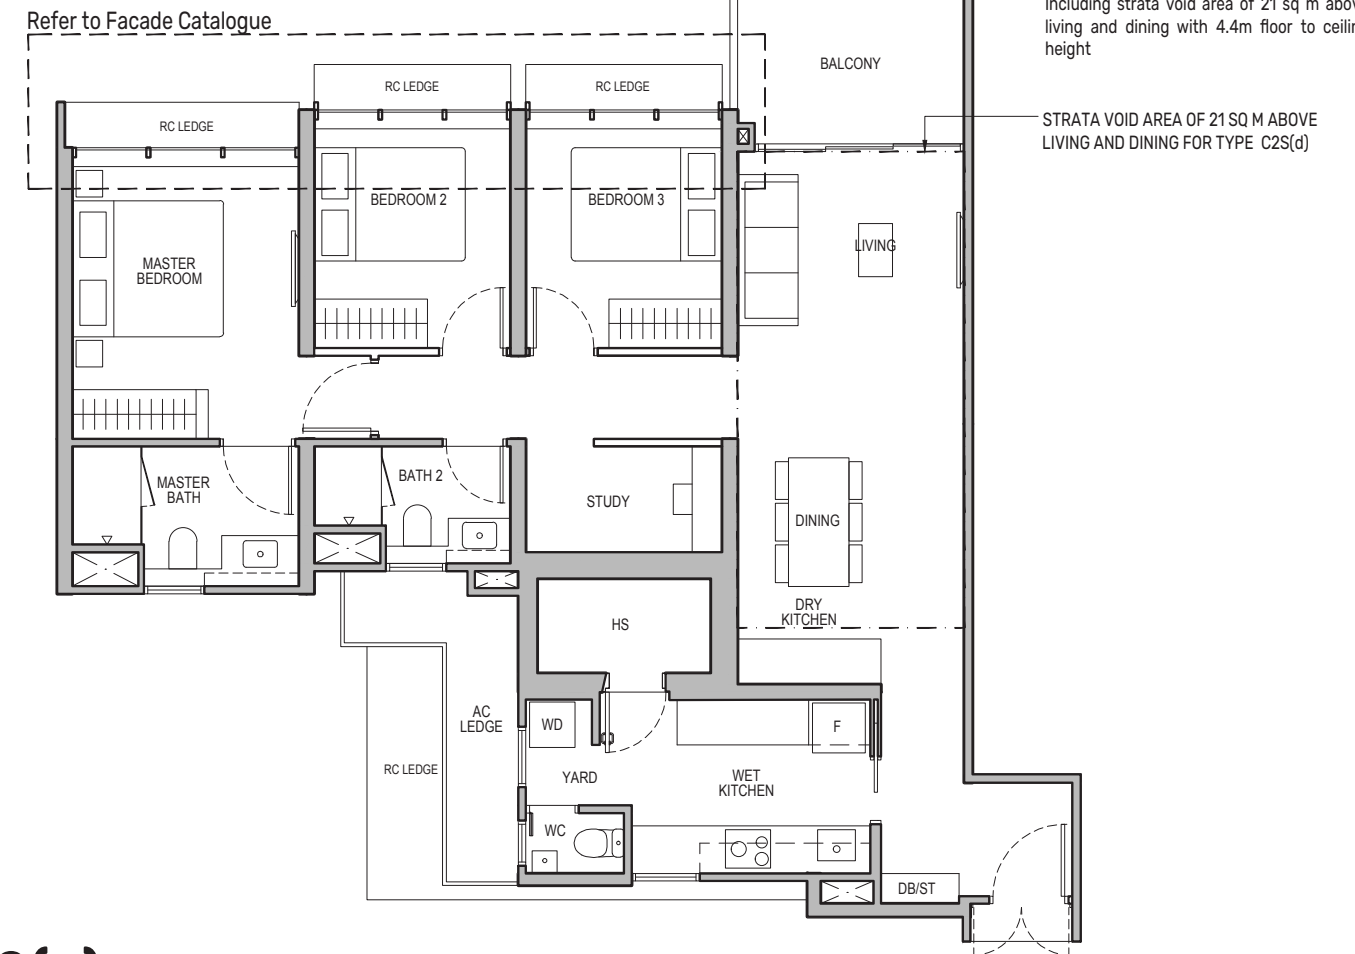 including strata void area of 21 sq m
living and dining with 4.4m floor to
height
Refer to Facade Catalogue
BALCONY
RC LEDGE
RC LEDGE
RC LEDGE
STRATA VOID AREA OF 21 SQ M ABOVE
LIVING AND DINING FOR TYPE C2S(d)
BEDROOM 2
BEDROOM 3
LIVING
MASTER
BEDROOM
MASTER
BATH
BATH 2
STUDY
DINING
DRY
KITCHEN
HS
AC
LEDGE
WD
F
RC LEDGE
YARD
WET
KITCHEN
WC
DB/ST